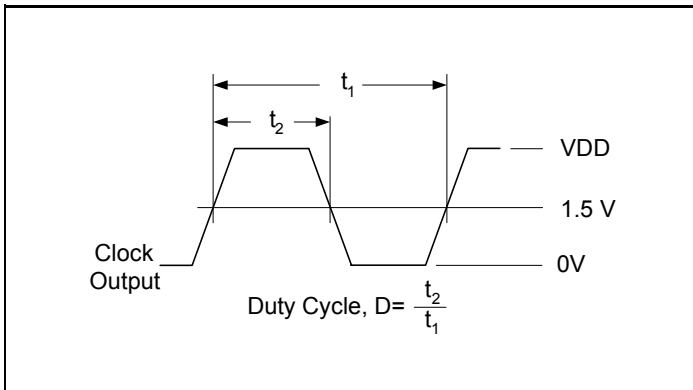 t₁
t₂
VDD
1.5 V
Clock
Output
0V
Duty Cycle, D= t₂
t₁